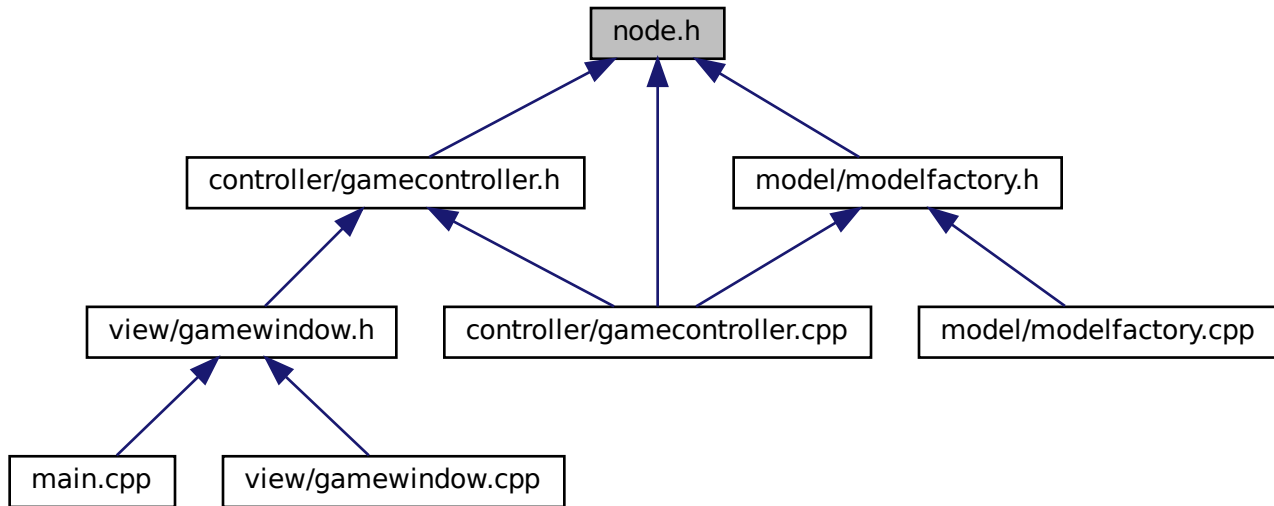 node.h
controller/gamecontroller.h
model/modelfactory.h
view/gamewindow.h
controller/gamecontroller.cpp
model/modelfactory.cpp
main.cpp
view/gamewindow.cpp